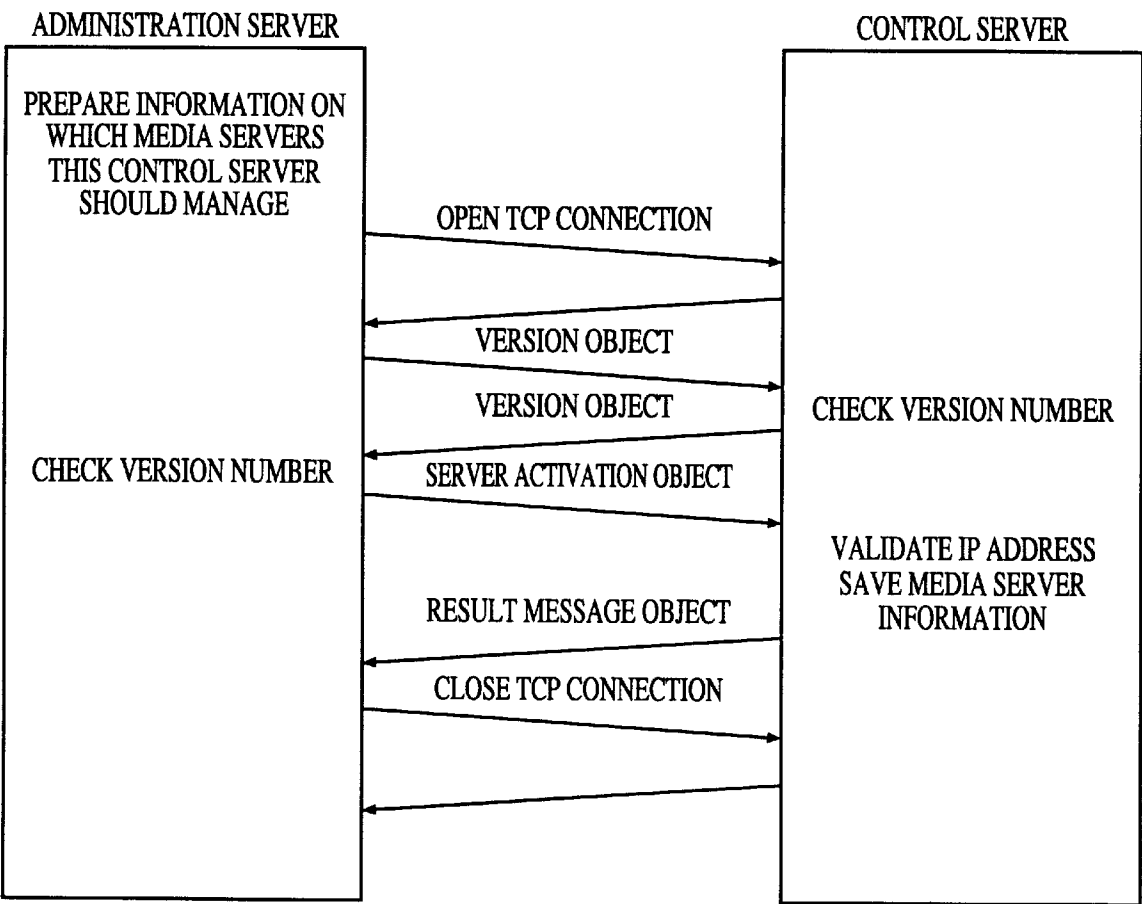 ADMINISTRATION SERVER
CONTROL SERVER
PREPARE INFORMATION ON
WHICH MEDIA SERVERS
THIS CONTROL SERVER
SHOULD MANAGE
OPEN TCP CONNECTION
VERSION OBJECT
VERSION OBJECT
CHECK VERSION NUMBER
CHECK VERSION NUMBER
SERVER ACTIVATION OBJECT
VALIDATE IP ADDRESS
SAVE MEDIA SERVER
INFORMATION
RESULT MESSAGE OBJECT
CLOSE TCP CONNECTION